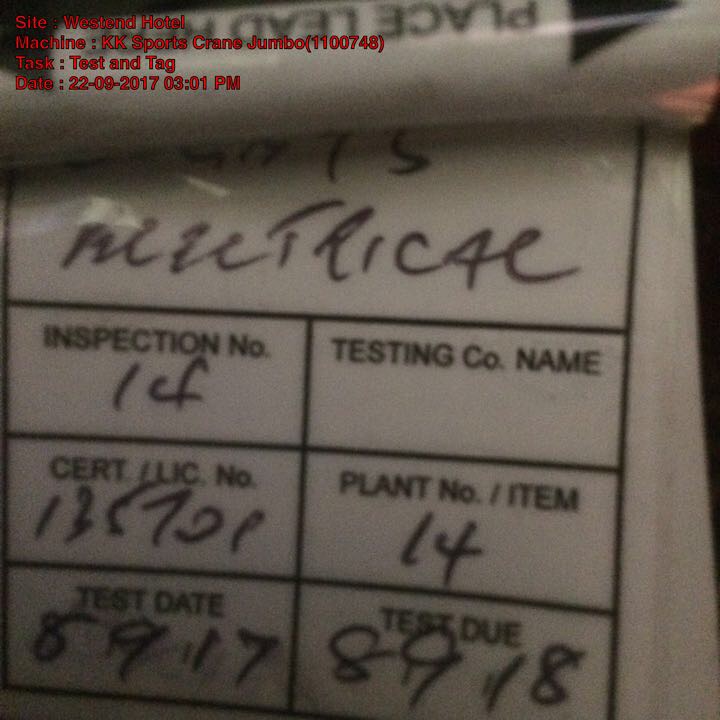 Site : Westend Hotel
Machine : KK Sports Crane Jumbo(1100748)
Task : Test and Tag
Date : 22-09-2017 03:01 PM
PLACE LEAD
ELECTRICAL
INSPECTION No. TESTING Co. NAME
14
CERT. / LIC. No. PLANT No. / ITEM
14
TEST DATE TEST DUE
8 9 17 8 9 18